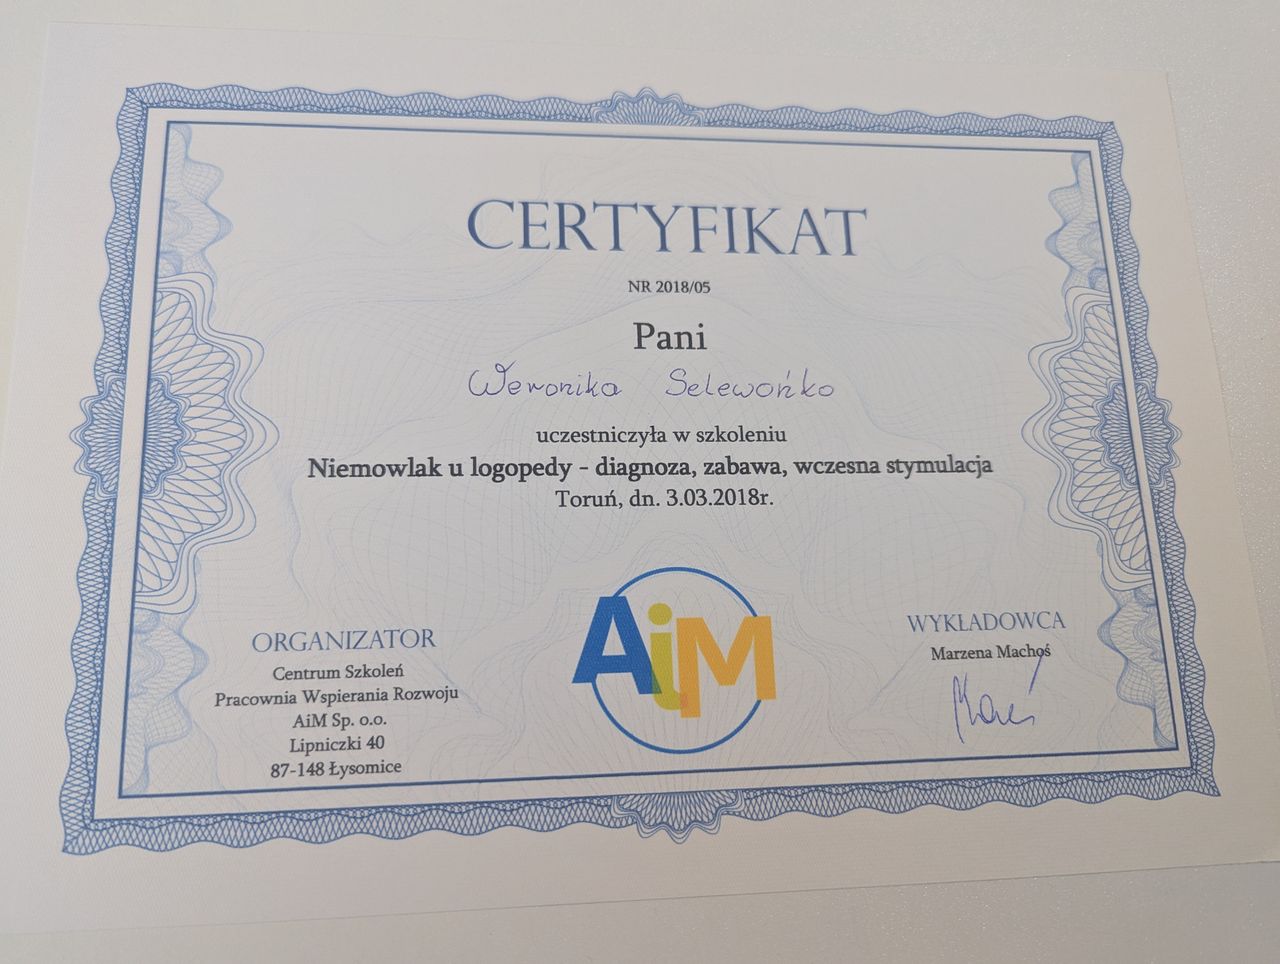 CERTYFIKAT
NR 2018/05
Pani
Weronika Selewońko
uczestniczyła w szkoleniu
Niemowlak u logopedy - diagnoza, zabawa, wczesna stymulacja
Toruń, dn. 3.03.2018r.
ORGANIZATOR
Centrum Szkoleń
Pracownia Wspierania Rozwoju
AiM Sp. o.o.
Lipniczki 40
87-148 Łysomice
AiM
WYKŁADOWCA
Marzena Machoś